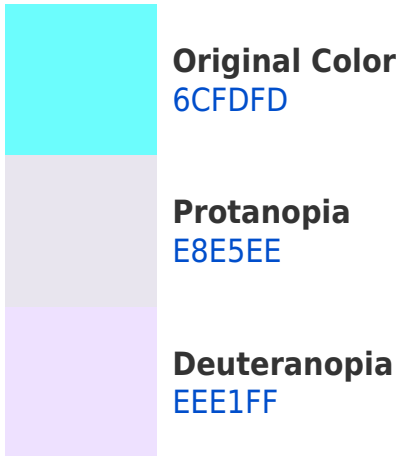 Original Color
6CFDFD
Protanopia
E8E5EE
Deuteranopia
EEE1FF